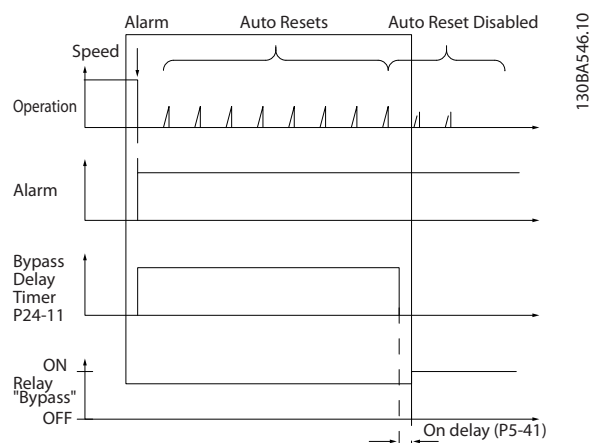 Alarm
Auto Resets
Auto Reset Disabled
Speed
Operation
Alarm
Bypass
Delay
Timer
P24-11
ON
Relay
"Bypass"
OFF
On delay (P5-41)
130BA546.10